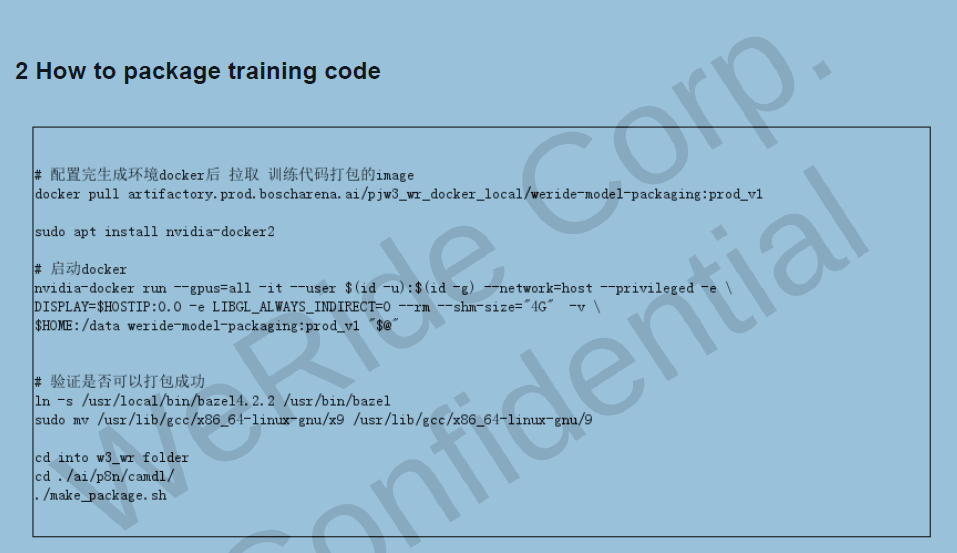 2 How to package training code
# 配置完生成环境docker后 拉取 训练代码打包的image
docker pull artifactory.prod.boscharena.ai/pjw3_wr_docker_local/weride-model-packaging:prod_v1
sudo apt install nvidia-docker2
# 启动docker
nvidia-docker run --gpus=all -it --user $(id -u):$(id -g) --network=host --privileged -e \
DISPLAY=$HOSTIP:0.0 -e LIBGL_ALWAYS_INDIRECT=0 --rm --shm-size="4G" -v \
$HOME:/data weride-model-packaging:prod_v1 "$@"
# 验证是否可以打包成功
ln -s /usr/local/bin/bazel4.2.2 /usr/bin/bazel
sudo mv /usr/lib/gcc/x86_64-linux-gnu/x9 /usr/lib/gcc/x86_64-linux-gnu/9
cd into w3_wr folder
cd ./ai/p8n/camdl/
./make_package.sh
WeRide Corp.
Confidential